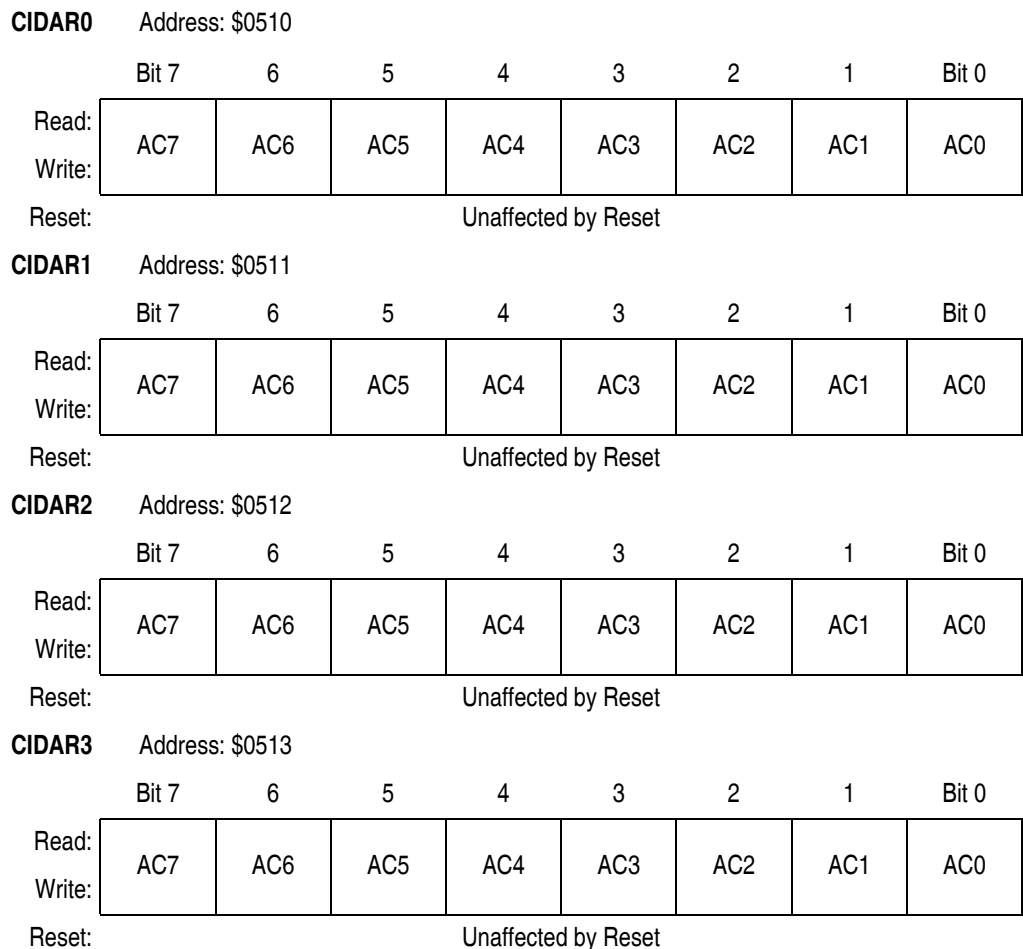 CIDAR0 Address: $0510
Bit 7 6 5 4 3 2 1 Bit 0
Read:
AC7 AC6 AC5 AC4 AC3 AC2 AC1 AC0
Write:
Reset: Unaffected by Reset
CIDAR1 Address: $0511
Bit 7 6 5 4 3 2 1 Bit 0
Read:
AC7 AC6 AC5 AC4 AC3 AC2 AC1 AC0
Write:
Reset: Unaffected by Reset
CIDAR2 Address: $0512
Bit 7 6 5 4 3 2 1 Bit 0
Read:
AC7 AC6 AC5 AC4 AC3 AC2 AC1 AC0
Write:
Reset: Unaffected by Reset
CIDAR3 Address: $0513
Bit 7 6 5 4 3 2 1 Bit 0
Read:
AC7 AC6 AC5 AC4 AC3 AC2 AC1 AC0
Write:
Reset: Unaffected by Reset